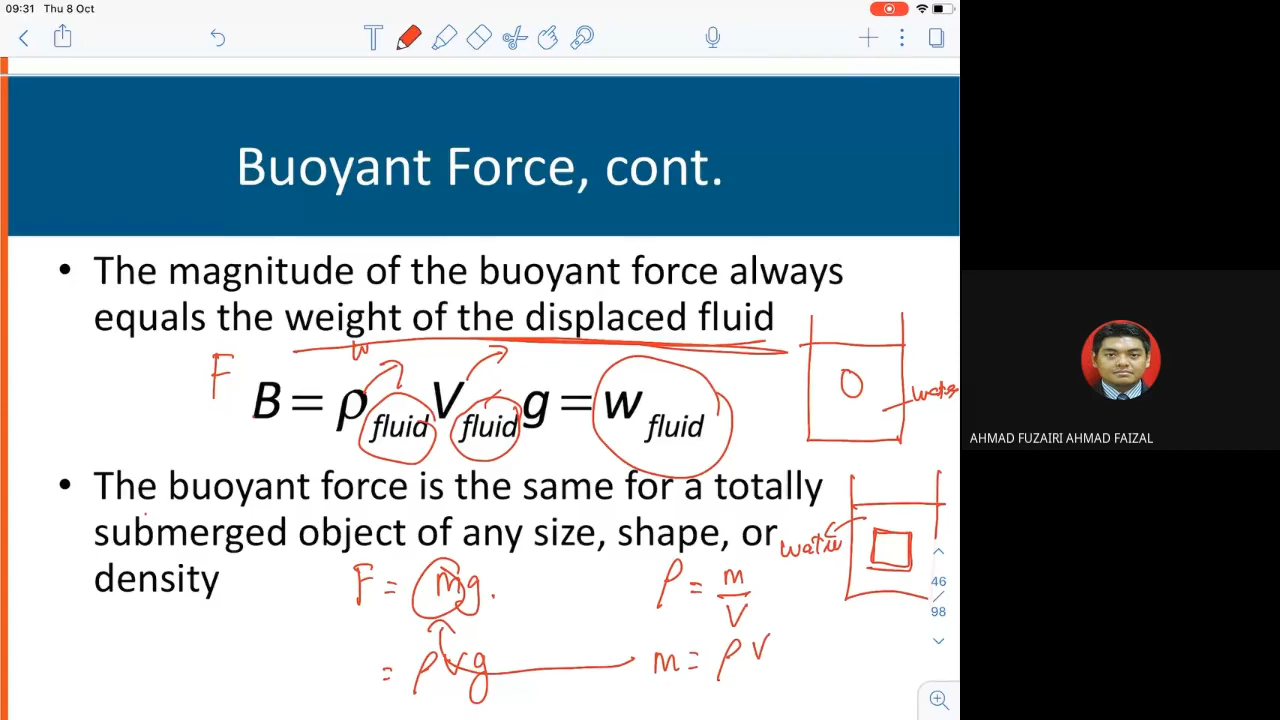 09:31 Thu 8 Oct
Buoyant Force, cont.
• The magnitude of the buoyant force always
equals the weight of the displaced fluid
w
F
B = ρfluid Vfluid g = wfluid
water
• The buoyant force is the same for a totally
submerged object of any size, shape, or
density
water
F = mg.
ρ = m/V
= ρVg
m = ρV
46
/
98
AHMAD FUZAIRI AHMAD FAIZAL